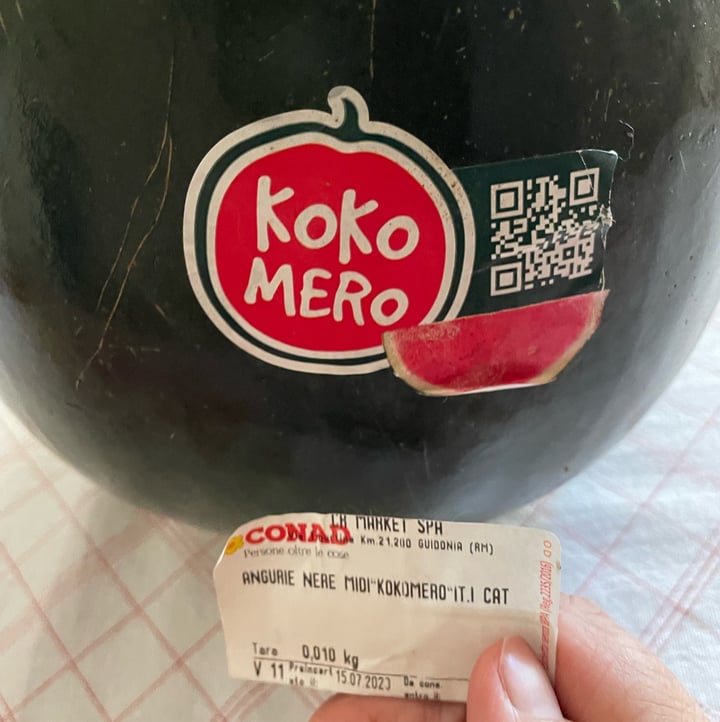 KOKO
MERO
CONAD
Persone oltre le cose
MARKET SPA
Km.21,200 GUIDONIA (RM)
ANGURIE NERE MIDI"KOKOMERO"IT.I CAT
Tara 0,010 kg
V 11
15.07.2023